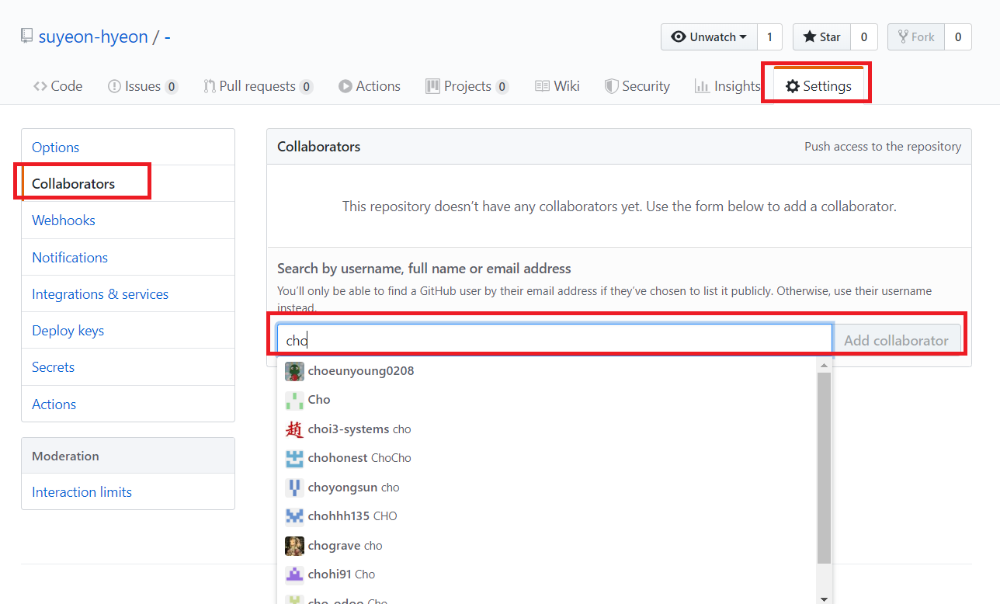 suyeon-hyeon / -
Unwatch 1 Star 0 Fork 0
Code Issues 0 Pull requests 0 Actions Projects 0 Wiki Security Insights Settings
Options
Collaborators
Webhooks
Notifications
Integrations & services
Deploy keys
Secrets
Actions
Moderation
Interaction limits
Collaborators Push access to the repository
This repository doesn’t have any collaborators yet. Use the form below to add a collaborator.
Search by username, full name or email address
You’ll only be able to find a GitHub user by their email address if they’ve chosen to list it publicly. Otherwise, use their username
instead.
cho Add collaborator
choeunyoung0208
Cho
趙 choi3-systems cho
chohonest ChoCho
choyongsun cho
chohhh135 CHO
chograve cho
chohi91 Cho
cho-odoo Cho